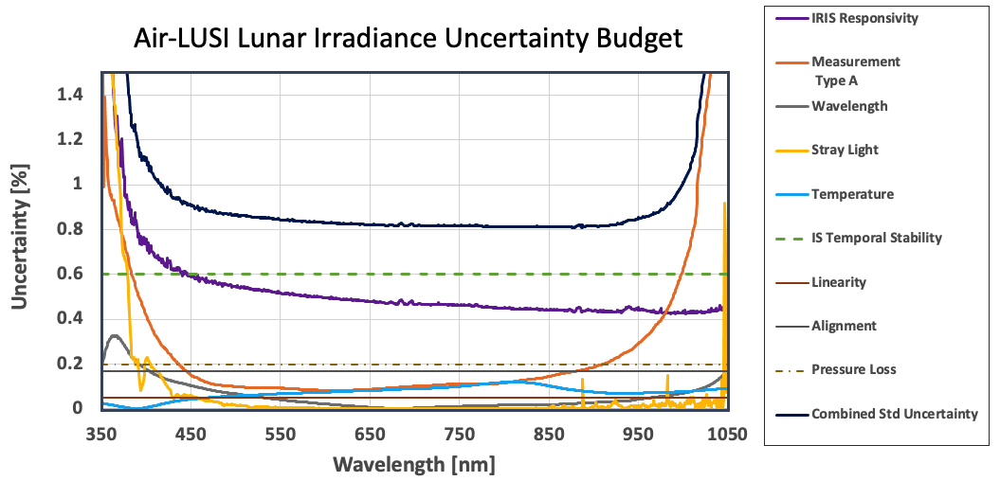 Air-LUSI Lunar Irradiance Uncertainty Budget
Uncertainty [%]
1.4
1.2
1
0.8
0.6
0.4
0.2
0
350 450 550 650 750 850 950 1050
Wavelength [nm]
IRIS Responsivity
Measurement
Type A
Wavelength
Stray Light
Temperature
IS Temporal Stability
Linearity
Alignment
Pressure Loss
Combined Std Uncertainty